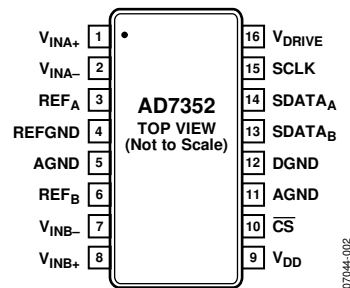 V_INA+ 1
V_INA– 2
REF_A 3
REFGND 4
AGND 5
REF_B 6
V_INB– 7
V_INB+ 8
AD7352
TOP VIEW
(Not to Scale)
16 V_DRIVE
15 SCLK
14 SDATA_A
13 SDATA_B
12 DGND
11 AGND
10 C̅S̅
9 V_DD
07044-002